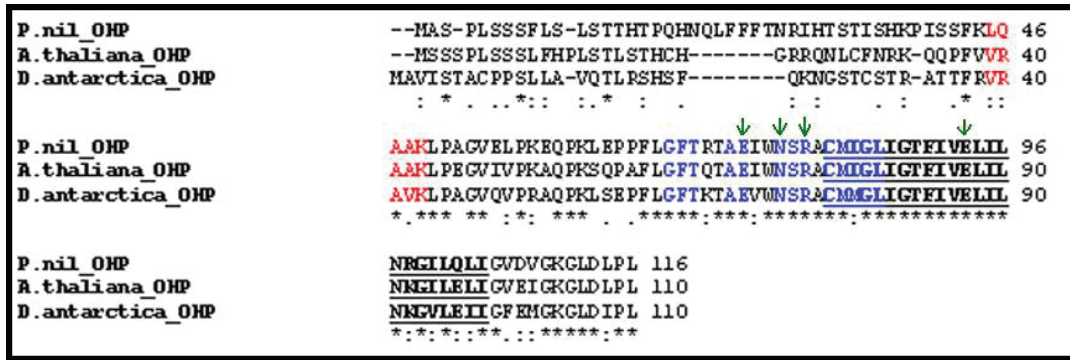 P.nil_OHP --MAS-PLSSSFLS-LSTTHTPQHNQLFFFTNRIHTSTISHKPISSFKLQ 46
A.thaliana_OHP --MSSSPLSSSLFHPLSTLSTHCH-------GRRQNLCFNRK-QQPFVVR 40
D.antarctica_OHP MAVISTACPPSLLA-VQTLRSHSF--------QKNGSTCSTR-ATTFRVR 40
: * . .*:: :.* : . : : . : .* ::
P.nil_OHP AAKLPAGVELPKEQPKLEPPFLGFTRTAEIWNSRACMIGLIGTFIVELIL 96
A.thaliana_OHP AAKLPEGVIVPKAQPKSQPAFLGFTQTAEIWNSRACMIGLIGTFIVELIL 90
D.antarctica_OHP AVKLPAGVQVPRAQPKLSEPFLGFTKTAEVWNSRACMMGLIGTFIVELIL 90
*.*** ** :*: *** . .*****:***:*******:************
P.nil_OHP NRGILQLIGVDVGKGLDLPL 116
A.thaliana_OHP NKGILELIGVEIGKGLDLPL 110
D.antarctica_OHP NKGVLEIIGFEMGKGLDIPL 110
*:*:*::**.::*****:**